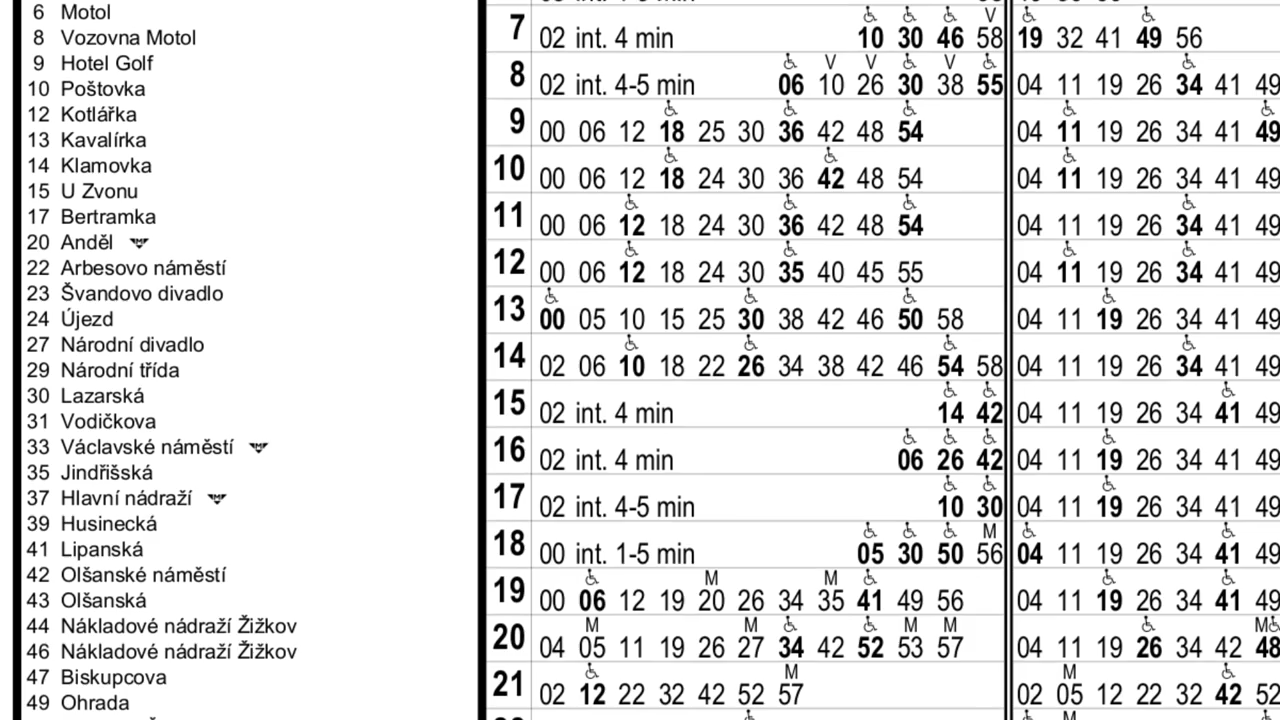 6 Motol
8 Vozovna Motol
9 Hotel Golf
10 Poštovka
12 Kotlářka
13 Kavalírka
14 Klamovka
15 U Zvonu
17 Bertramka
20 Anděl
22 Arbesovo náměstí
23 Švandovo divadlo
24 Újezd
27 Národní divadlo
29 Národní třída
30 Lazarská
31 Vodičkova
33 Václavské náměstí
35 Jindřišská
37 Hlavní nádraží
39 Husinecká
41 Lipanská
42 Olšanské náměstí
43 Olšanská
44 Nákladové nádraží Žižkov
46 Nákladové nádraží Žižkov
47 Biskupcova
49 Ohrada
V
7 02 int. 4 min 10 30 46 58 19 32 41 49 56
V V V
8 02 int. 4-5 min 06 10 26 30 38 55 04 11 19 26 34 41 49
9 00 06 12 18 25 30 36 42 48 54 04 11 19 26 34 41 49
10 00 06 12 18 24 30 36 42 48 54 04 11 19 26 34 41 49
11 00 06 12 18 24 30 36 42 48 54 04 11 19 26 34 41 49
12 00 06 12 18 24 30 35 40 45 55 04 11 19 26 34 41 49
13 00 05 10 15 25 30 38 42 46 50 58 04 11 19 26 34 41 49
14 02 06 10 18 22 26 34 38 42 46 54 58 04 11 19 26 34 41 49
15 02 int. 4 min 14 42 04 11 19 26 34 41 49
16 02 int. 4 min 06 26 42 04 11 19 26 34 41 49
17 02 int. 4-5 min 10 30 04 11 19 26 34 41 49
M
18 00 int. 1-5 min 05 30 50 56 04 11 19 26 34 41 49
M M
19 00 06 12 19 20 26 34 35 41 49 56 04 11 19 26 34 41 49
M M M M M
20 04 05 11 19 26 27 34 42 52 53 57 04 11 19 26 34 42 48
M M
21 02 12 22 32 42 52 57 02 05 12 22 32 42 52